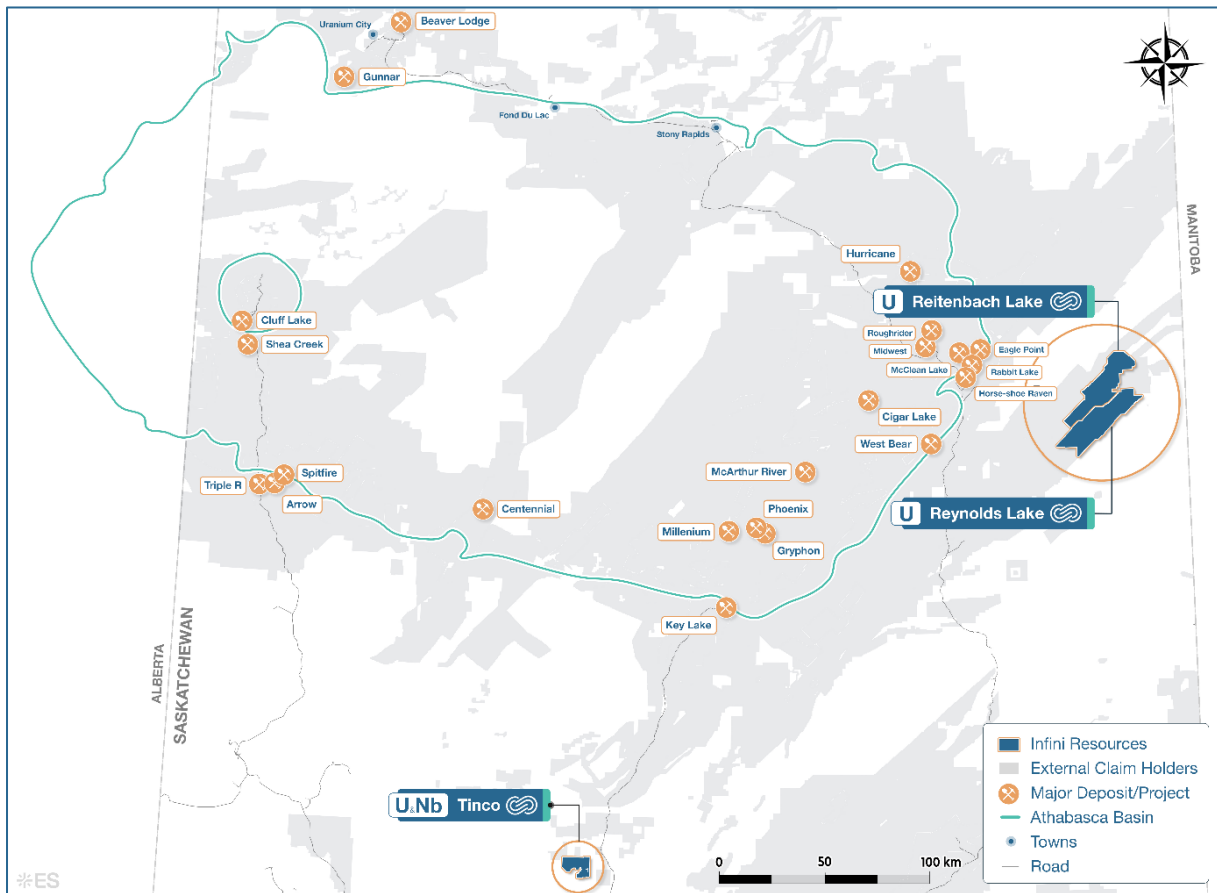 Uranium City
Beaver Lodge
Gunnar
Fond Du Lac
Stony Rapids
MANITOBA
Hurricane
U Reitenbach Lake
Cluff Lake
Shea Creek
Roughrider
Midwest
Eagle Point
McClean Lake
Rabbit Lake
Horse-shoe Raven
Cigar Lake
West Bear
Spitfire
Triple R
Arrow
McArthur River
Centennial
Phoenix
U Reynolds Lake
Millenium
Gryphon
Key Lake
ALBERTA
SASKATCHEWAN
U&Nb Tinco
Infini Resources
External Claim Holders
Major Deposit/Project
Athabasca Basin
Towns
Road
0 50 100 km
ES